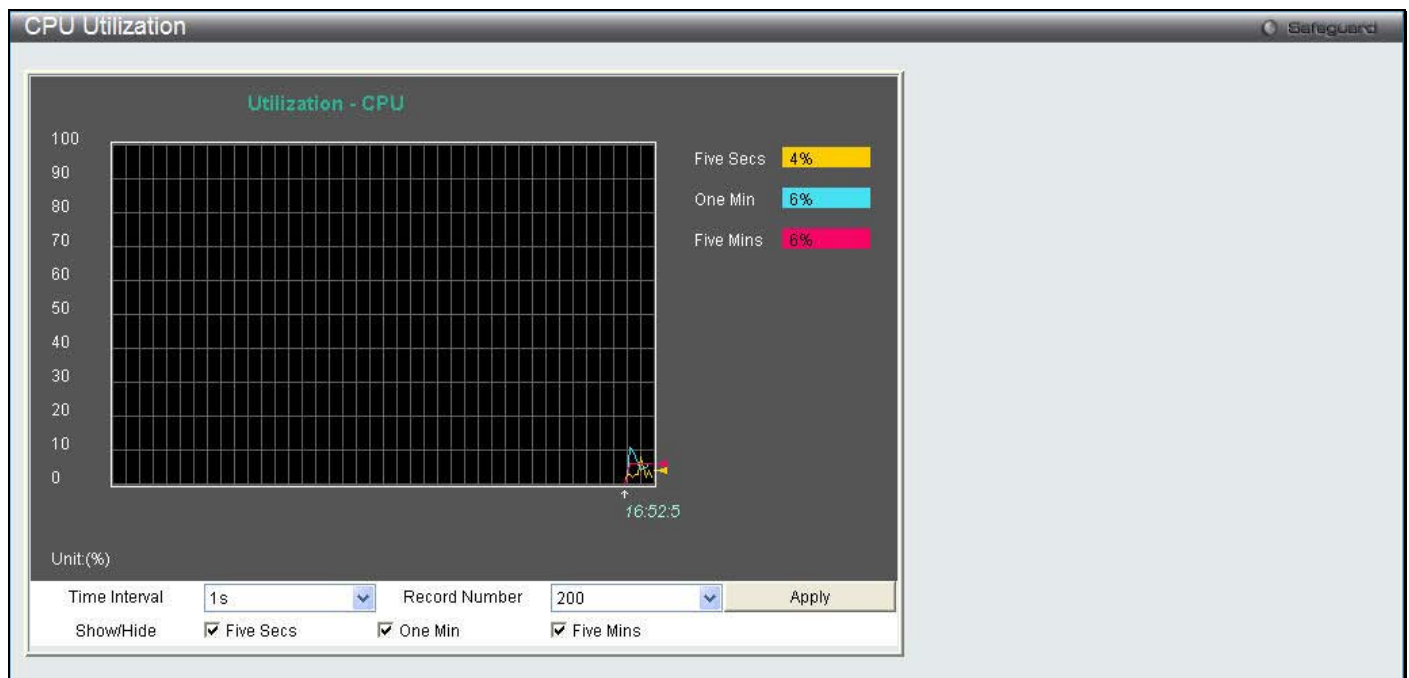 CPU Utilization
Safeguard
Utilization - CPU
100
90
80
70
60
50
40
30
20
10
0
Five Secs 4%
One Min 6%
Five Mins 6%
16:52:5
Unit:(%)
Time Interval 1s Record Number 200 Apply
Show/Hide Five Secs One Min Five Mins